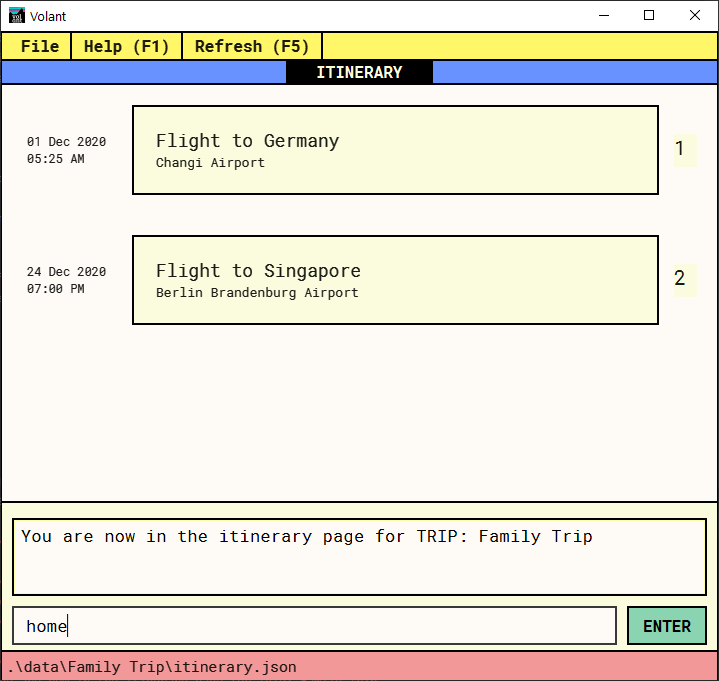 Volant
File Help (F1) Refresh (F5)
ITINERARY
01 Dec 2020
05:25 AM
Flight to Germany
Changi Airport
1
24 Dec 2020
07:00 PM
Flight to Singapore
Berlin Brandenburg Airport
2
You are now in the itinerary page for TRIP: Family Trip
home
ENTER
.\data\Family Trip\itinerary.json